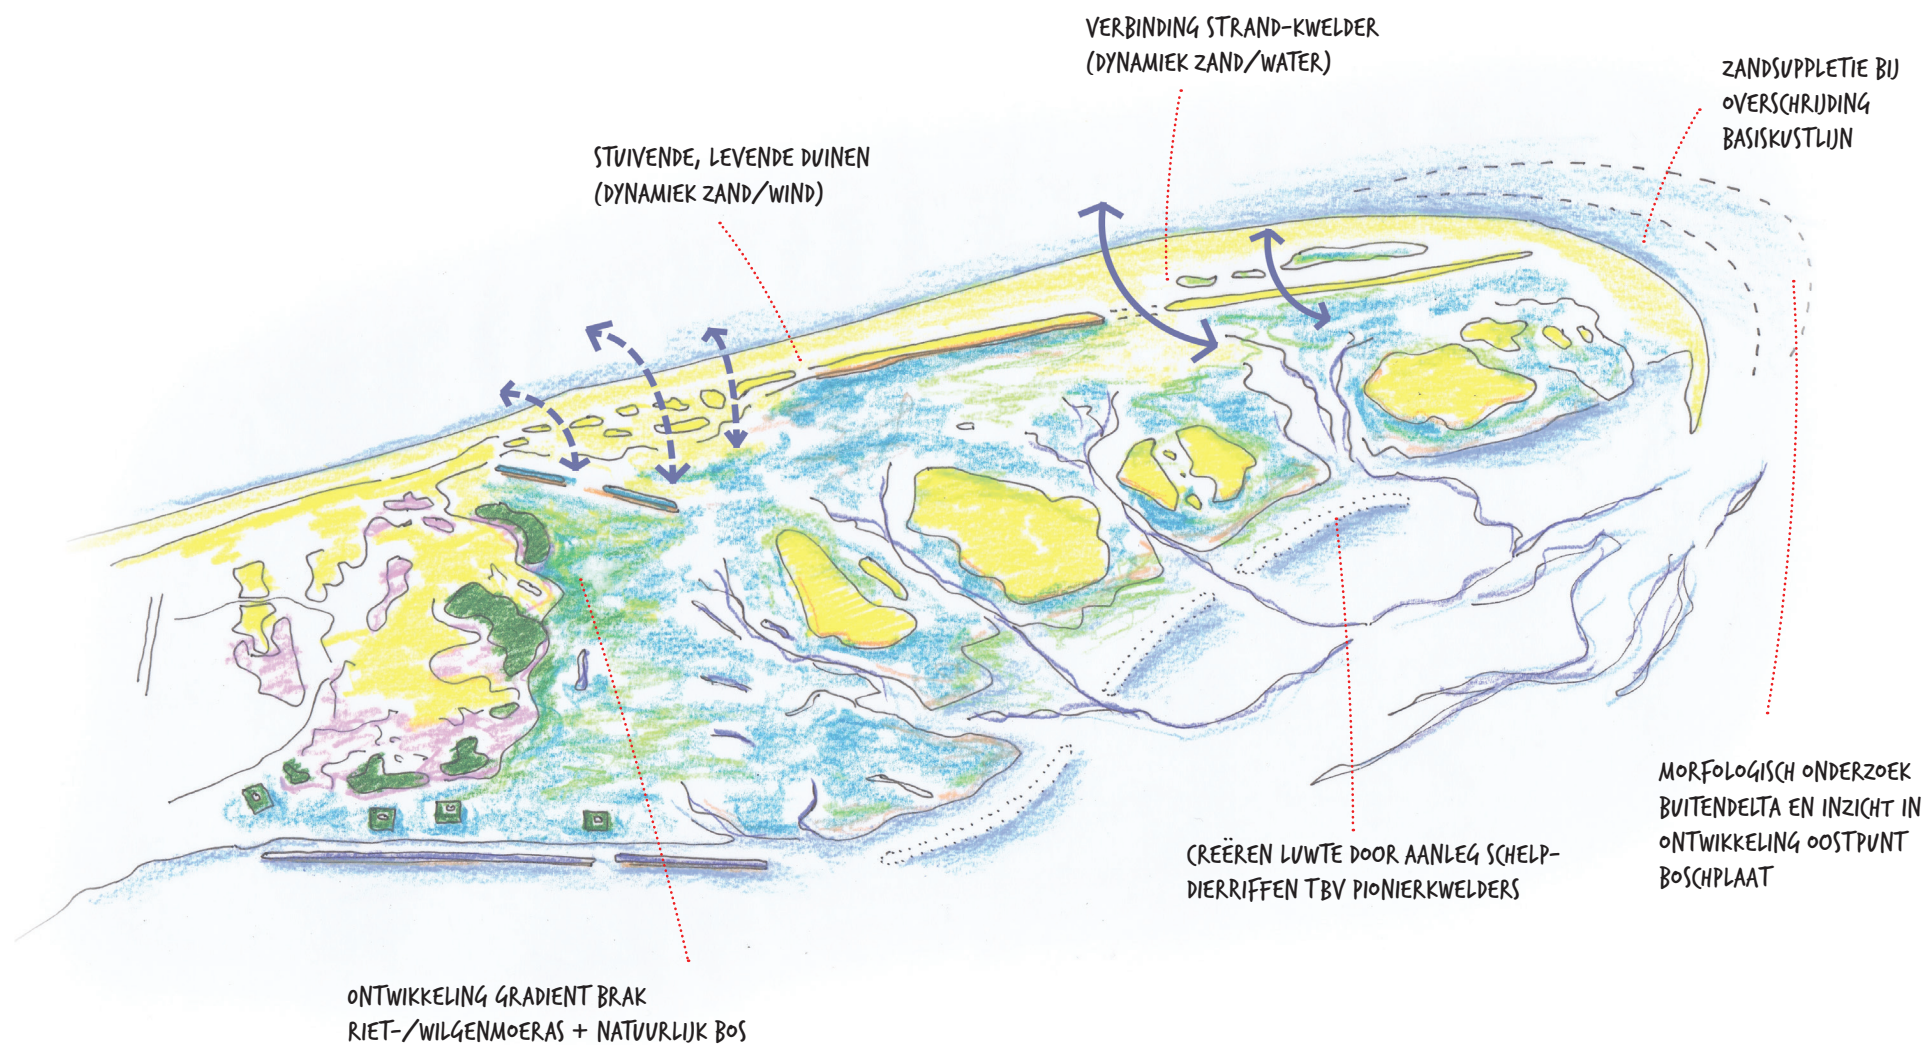 VERBINDING STRAND-KWELDER
(DYNAMIEK ZAND/WATER)
ZANDSUPPLETIE BIJ
OVERSCHRIJDING
BASISKUSTLIJN
STUIVENDE, LEVENDE DUINEN
(DYNAMIEK ZAND/WIND)
MORFOLOGISCH ONDERZOEK
BUITENDELTA EN INZICHT IN
ONTWIKKELING OOSTPUNT
BOSCHPLAAT
CREËREN LUWTE DOOR AANLEG SCHELP-
DIERRIFFEN TBV PIONIERKWELDERS
ONTWIKKELING GRADIENT BRAK
RIET-/WILGENMOERAS + NATUURLIJK BOS